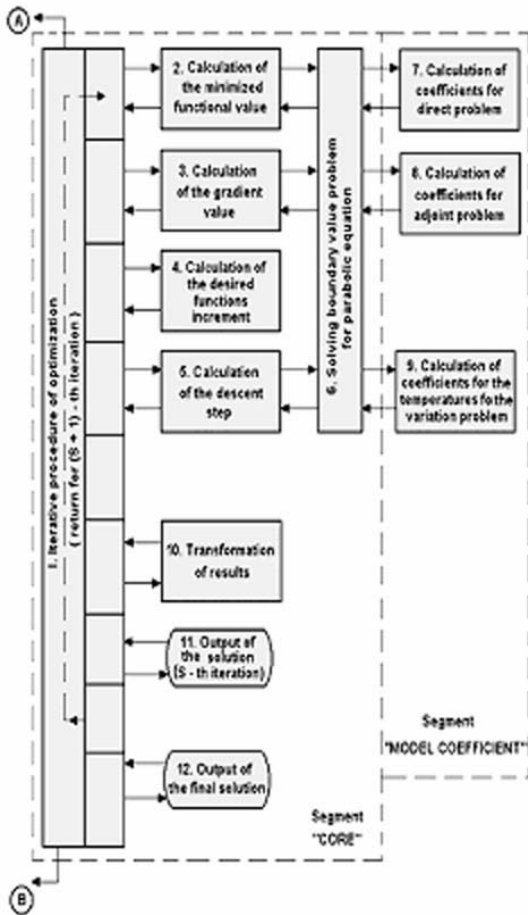 A
1. Iterative procedure of optimization
( return for (S + 1) - th iteration )
2. Calculation of
the minimized
functional value
3. Calculation
of the gradient
value
4. Calculation of
the desired
functions
increment
5. Calculation
of the descent
step
6. Solving boundary value problem
for parabolic equation
7. Calculation of
coefficients for
direct problem
8. Calculation of
coefficients for
adjoint problem
9. Calculation of
coefficients for the
temperatures fo the
variation problem
10. Transformation
of results
11. Output of
the solution
(S - th iteration)
12. Output of
the final solution
Segment
"MODEL COEFFICIENT"
Segment
"CORE"
B